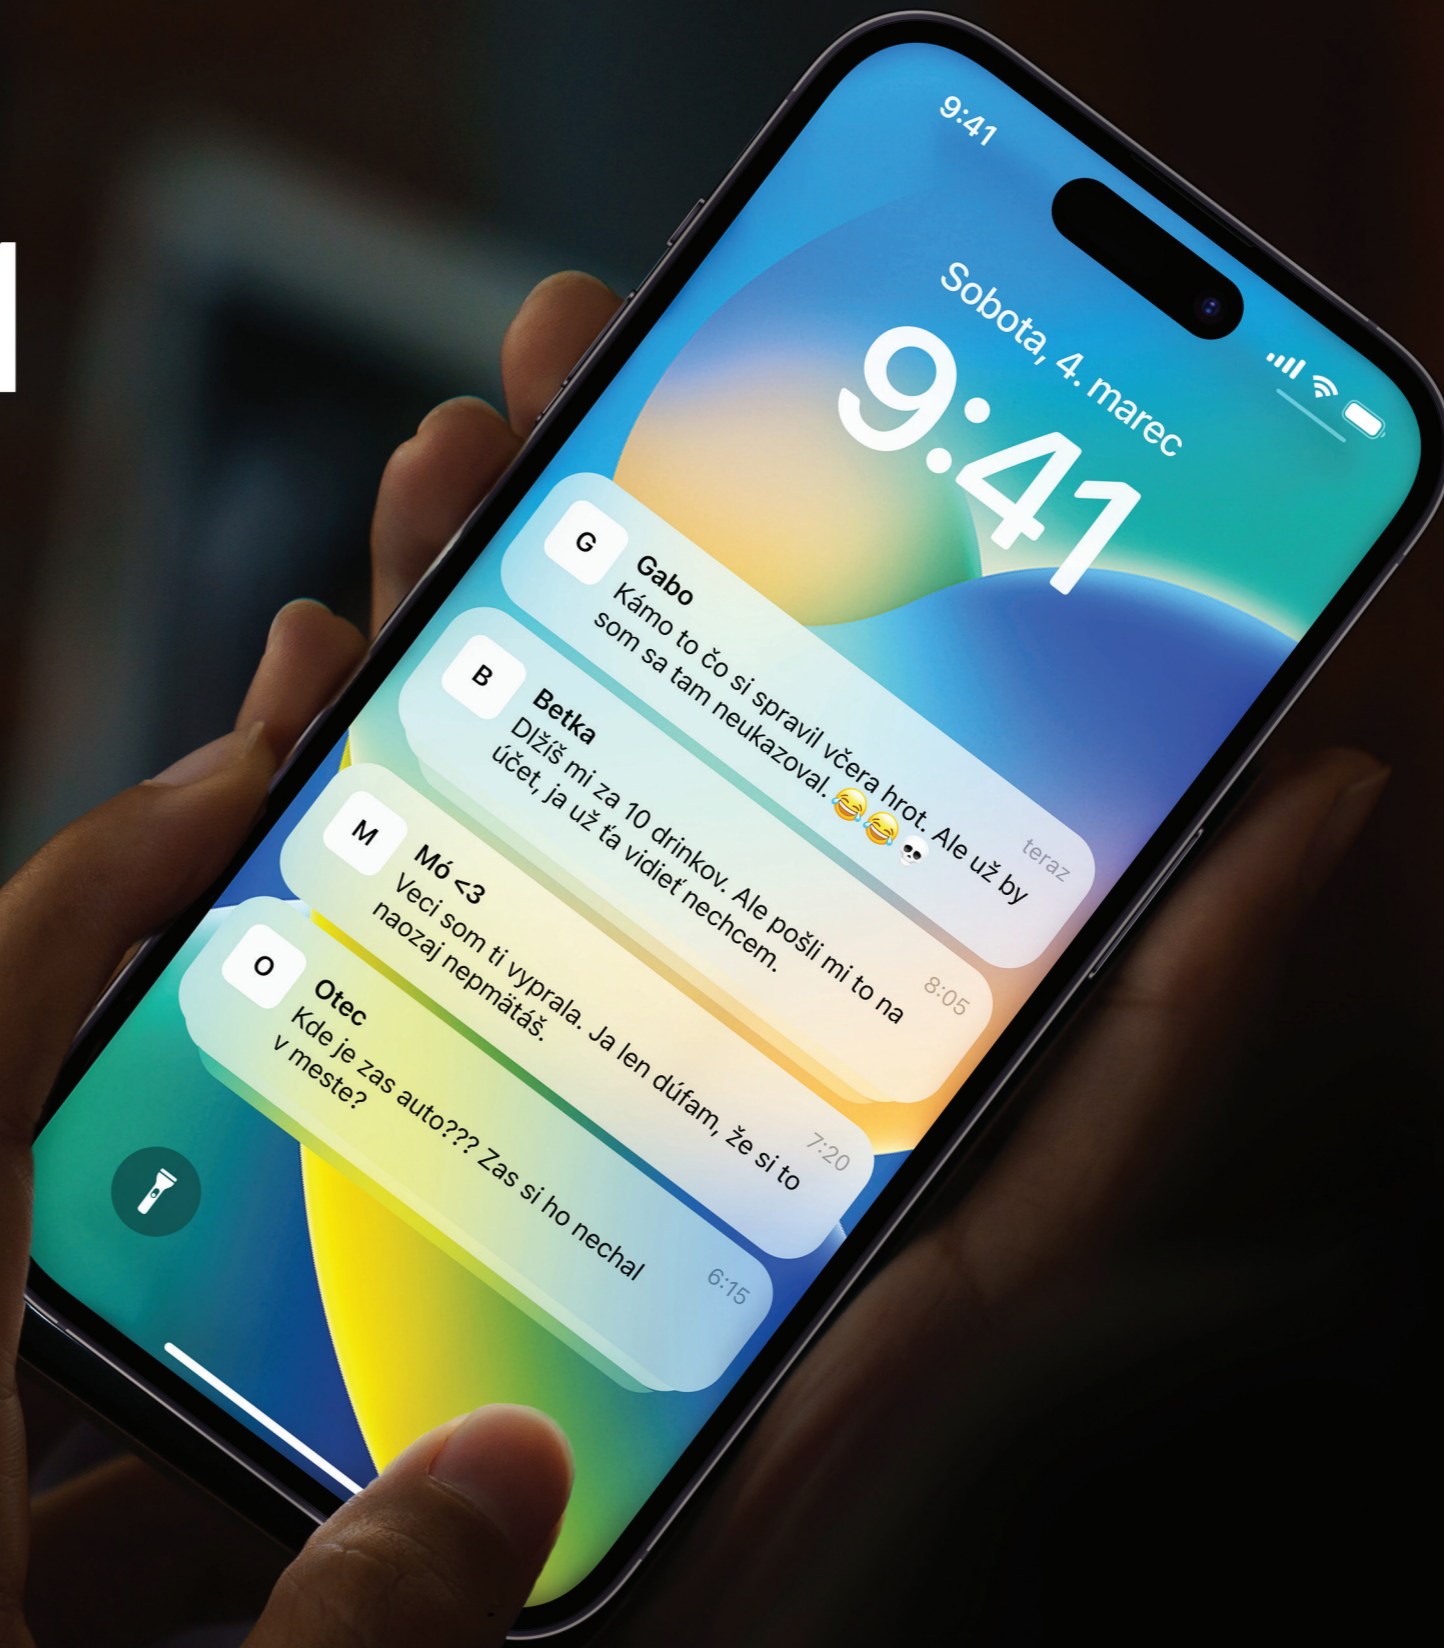 9:41
Sobota, 4. marec
9:41
G
Gabo
teraz
Kámo to čo si spravil včera hrot. Ale už by
som sa tam neukazoval. 😂😂💀
B
Betka
8:05
Dlžíš mi za 10 drinkov. Ale pošli mi to na
účet, ja už ťa vidieť nechcem.
M
Mó <3
7:20
Veci som ti vyprala. Ja len dúfam, že si to
naozaj nepmätáš.
O
Otec
6:15
Kde je zas auto??? Zas si ho nechal
v meste?